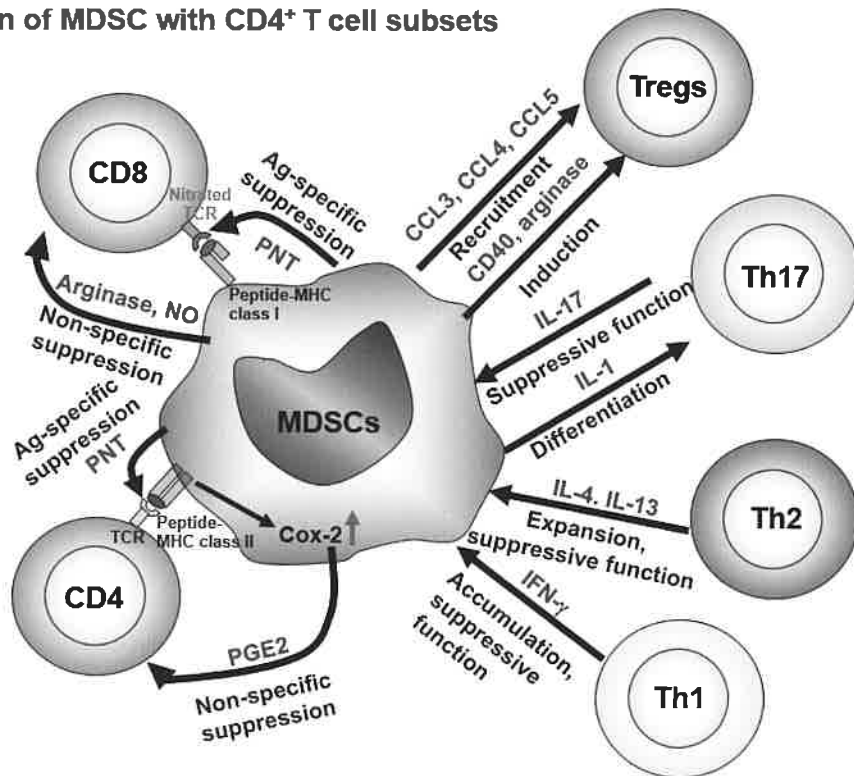 n of MDSC with CD4⁺ T cell subsets
Tregs
CD8
Nitrated
TCR
Ag-specific
suppression
PNT
CCL3, CCL4, CCL5
Recruitment
CD40, arginase
Induction
Th17
Arginase, NO
Non-specific
suppression
Peptide-MHC
class I
IL-17
Suppressive function
IL-1
Differentiation
MDSCs
Ag-specific
suppression
PNT
TCR
Peptide-
MHC class II
Cox-2
IL-4. IL-13
Expansion,
suppressive function
Th2
CD4
IFN-γ
Accumulation,
suppressive
function
PGE2
Non-specific
suppression
Th1